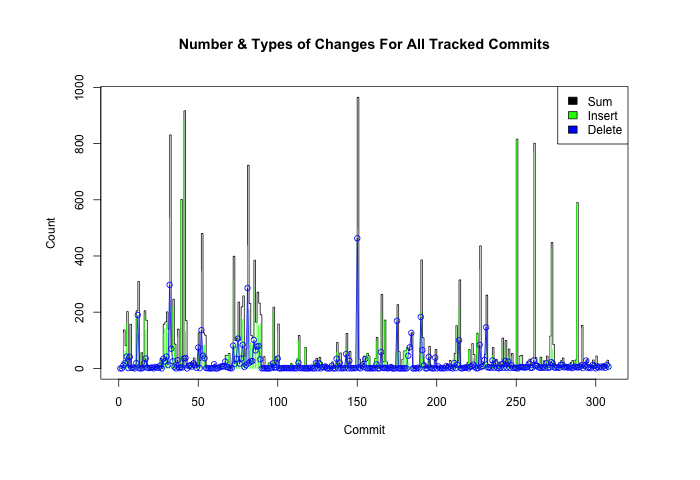 Number & Types of Changes For All Tracked Commits
Sum
Insert
Delete
Count
0
200
400
600
800
1000
0 50 100 150 200 250 300
Commit